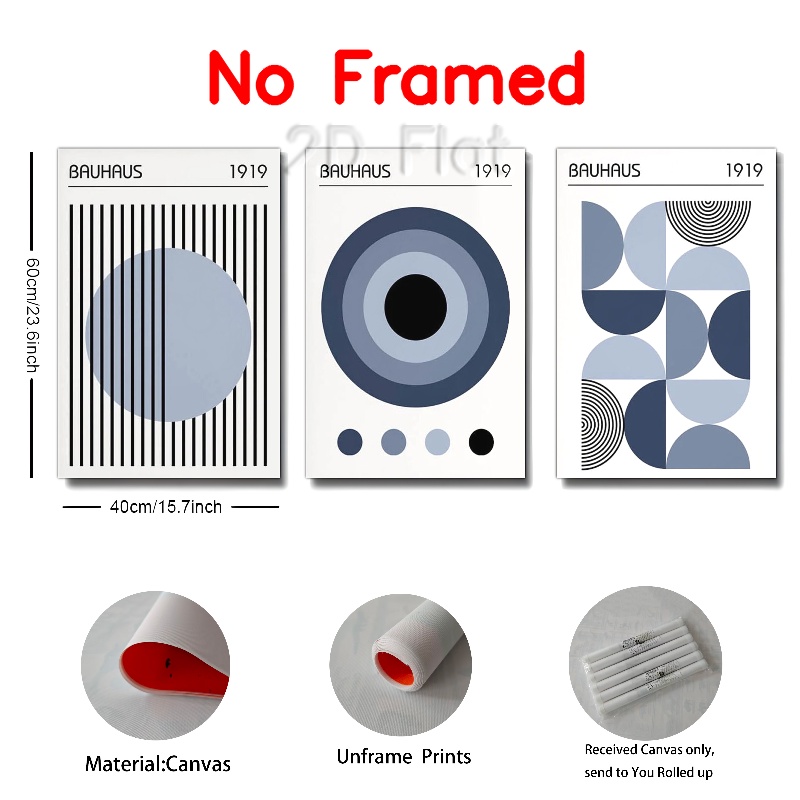 No Framed
2D Flat
BAUHAUS 1919
BAUHAUS 1919
BAUHAUS 1919
60cm/23.6inch
40cm/15.7inch
Material:Canvas
Unframe Prints
Received Canvas only,
send to You Rolled up